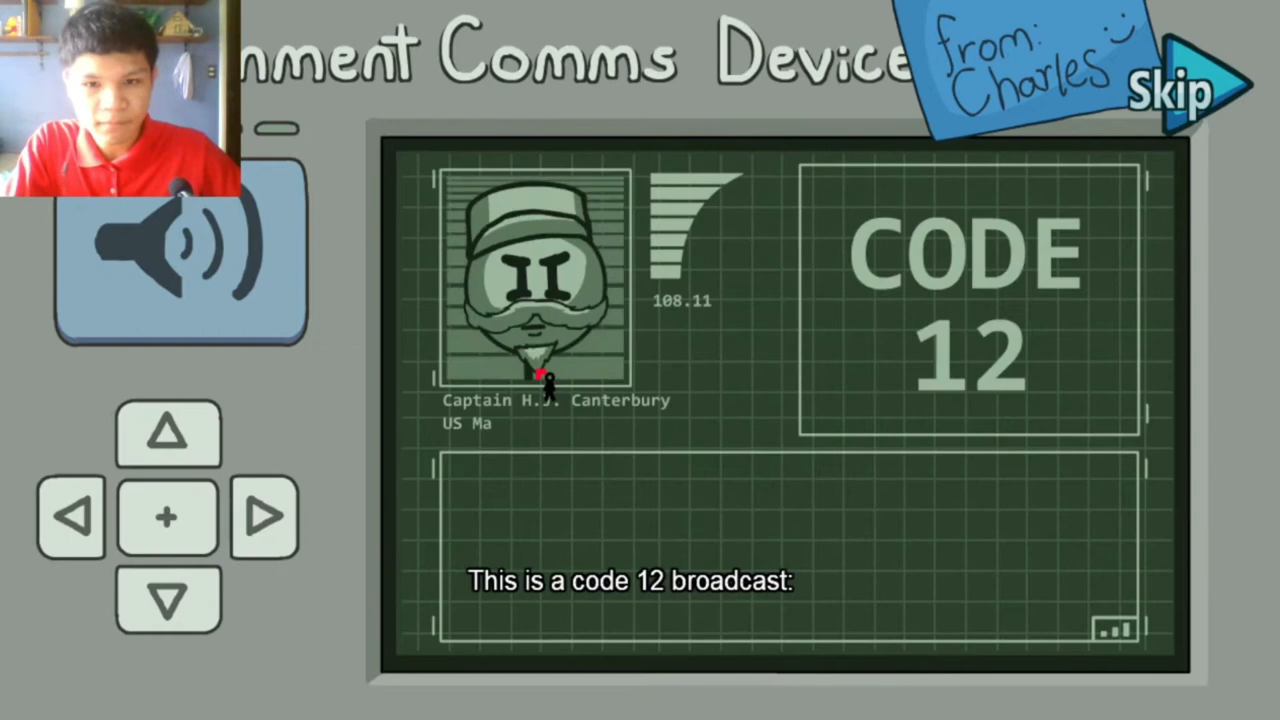 nment Comms Device
from:
Charles
Skip
CODE
12
108.11
Captain H.J. Canterbury
US Ma
This is a code 12 broadcast: